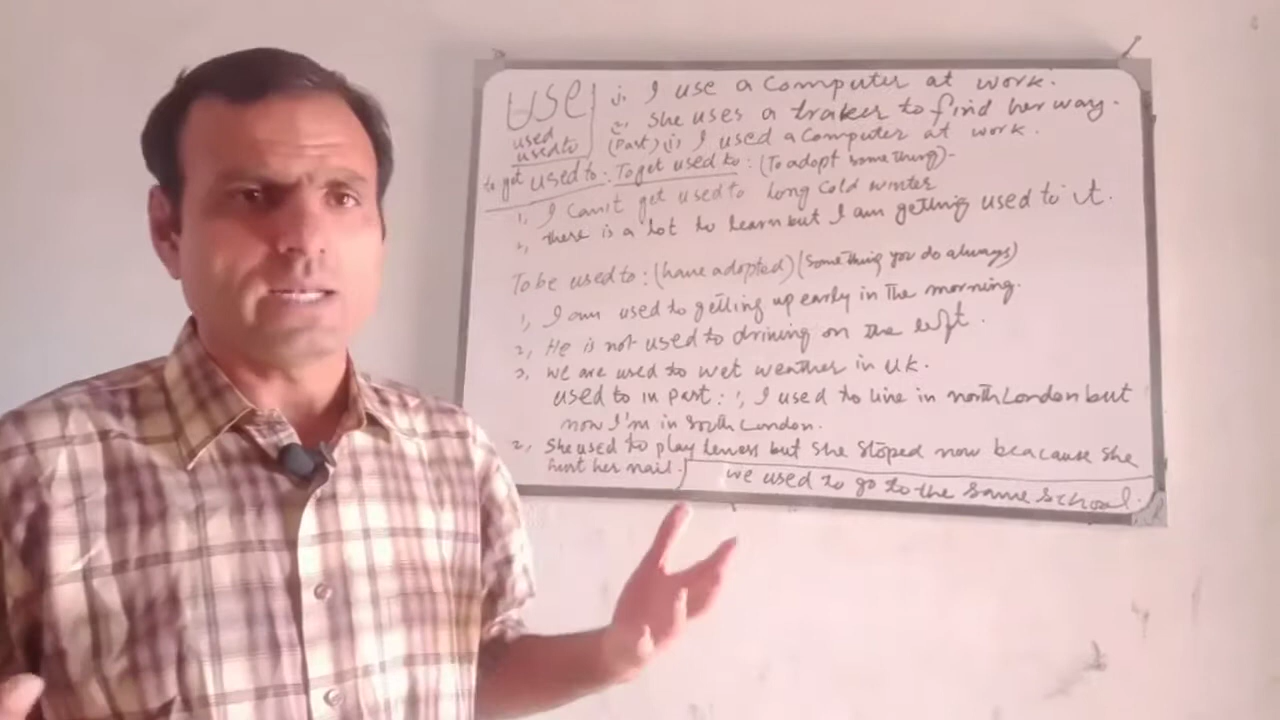 USE
used
used to
1. I use a computer at work.
2. She uses a traker to find her way.
(Past) (i) I used a computer at work.
to get used to: To get used to: (To adopt something)-
1, I can't get used to long cold winter
2, there is a lot to learn but I am getting used to it.
To be used to: (have adopted) (something you do always)
1, I am used to getting up early in the morning.
2, He is not used to driving on the left.
3, we are used to wet weather in UK.
used to in past: 1, I used to live in north London but
now I'm in South London.
2, She used to play teness but she stoped now beacause she
hurt her nail.
we used to go to the same school.